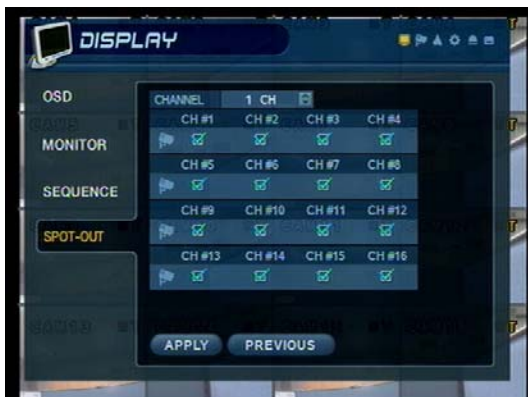 DISPLAY
OSD
MONITOR
SEQUENCE
SPOT-OUT
CHANNEL 1 CH
CH #1 CH #2 CH #3 CH #4
CH #5 CH #6 CH #7 CH #8
CH #9 CH #10 CH #11 CH #12
CH #13 CH #14 CH #15 CH #16
APPLY PREVIOUS